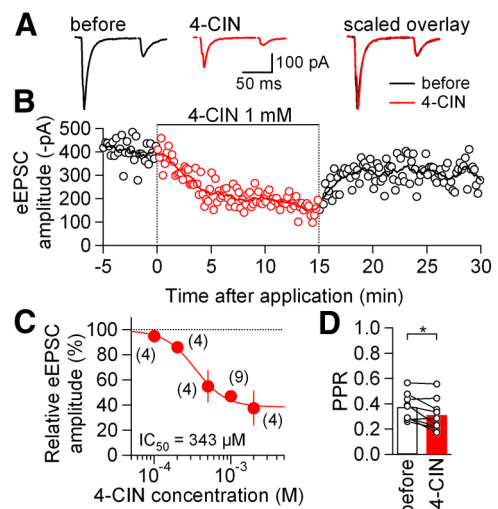 A before 4-CIN scaled overlay
100 pA
50 ms
before
4-CIN
B 4-CIN 1 mM
eEPSC
amplitude (-pA)
500
400
300
200
100
0
-5 0 5 10 15 20 25 30
Time after application (min)
C
Relative eEPSC
amplitude (%)
100
80
60
40
20
0
(4)
(4)
(4)
(9)
(4)
IC50 = 343 µM
10-4 10-3
4-CIN concentration (M)
D
PPR
1.0
0.8
0.6
0.4
0.2
0.0
*
before
4-CIN